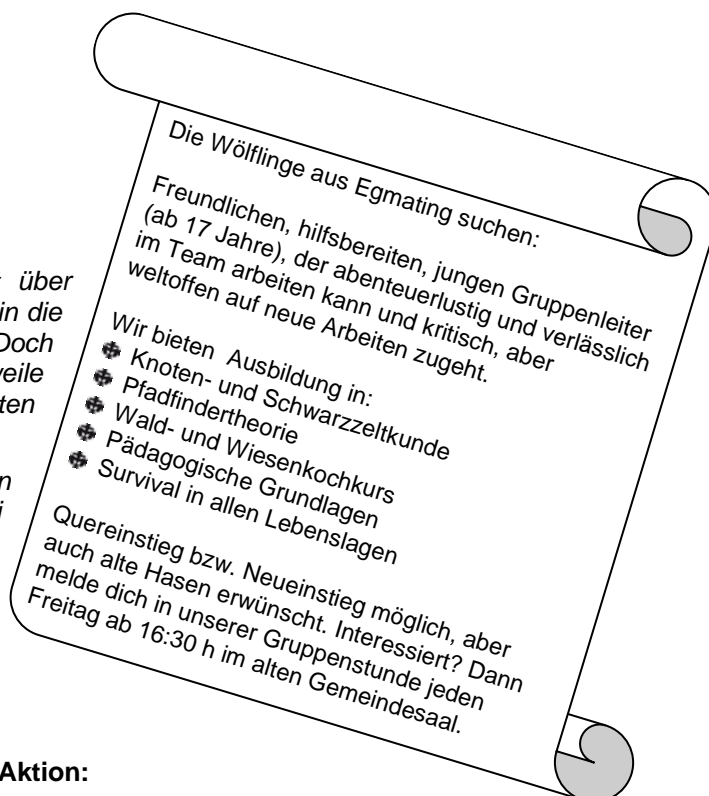 über
in die
Doch
weile
ten
n
i
Die Wölflinge aus Egmating suchen:
Freundlichen, hilfsbereiten, jungen Gruppenleiter
(ab 17 Jahre), der abenteuerlustig und verlässlich
im Team arbeiten kann und kritisch, aber
weltoffen auf neue Arbeiten zugeht.
Wir bieten Ausbildung in:
Knoten- und Schwarzzeltkunde
Pfadfindertheorie
Wald- und Wiesenkochkurs
Pädagogische Grundlagen
Survival in allen Lebenslagen
Quereinstieg bzw. Neueinstieg möglich, aber
auch alte Hasen erwünscht. Interessiert? Dann
melde dich in unserer Gruppenstunde jeden
Freitag ab 16:30 h im alten Gemeindesaal.
Aktion: